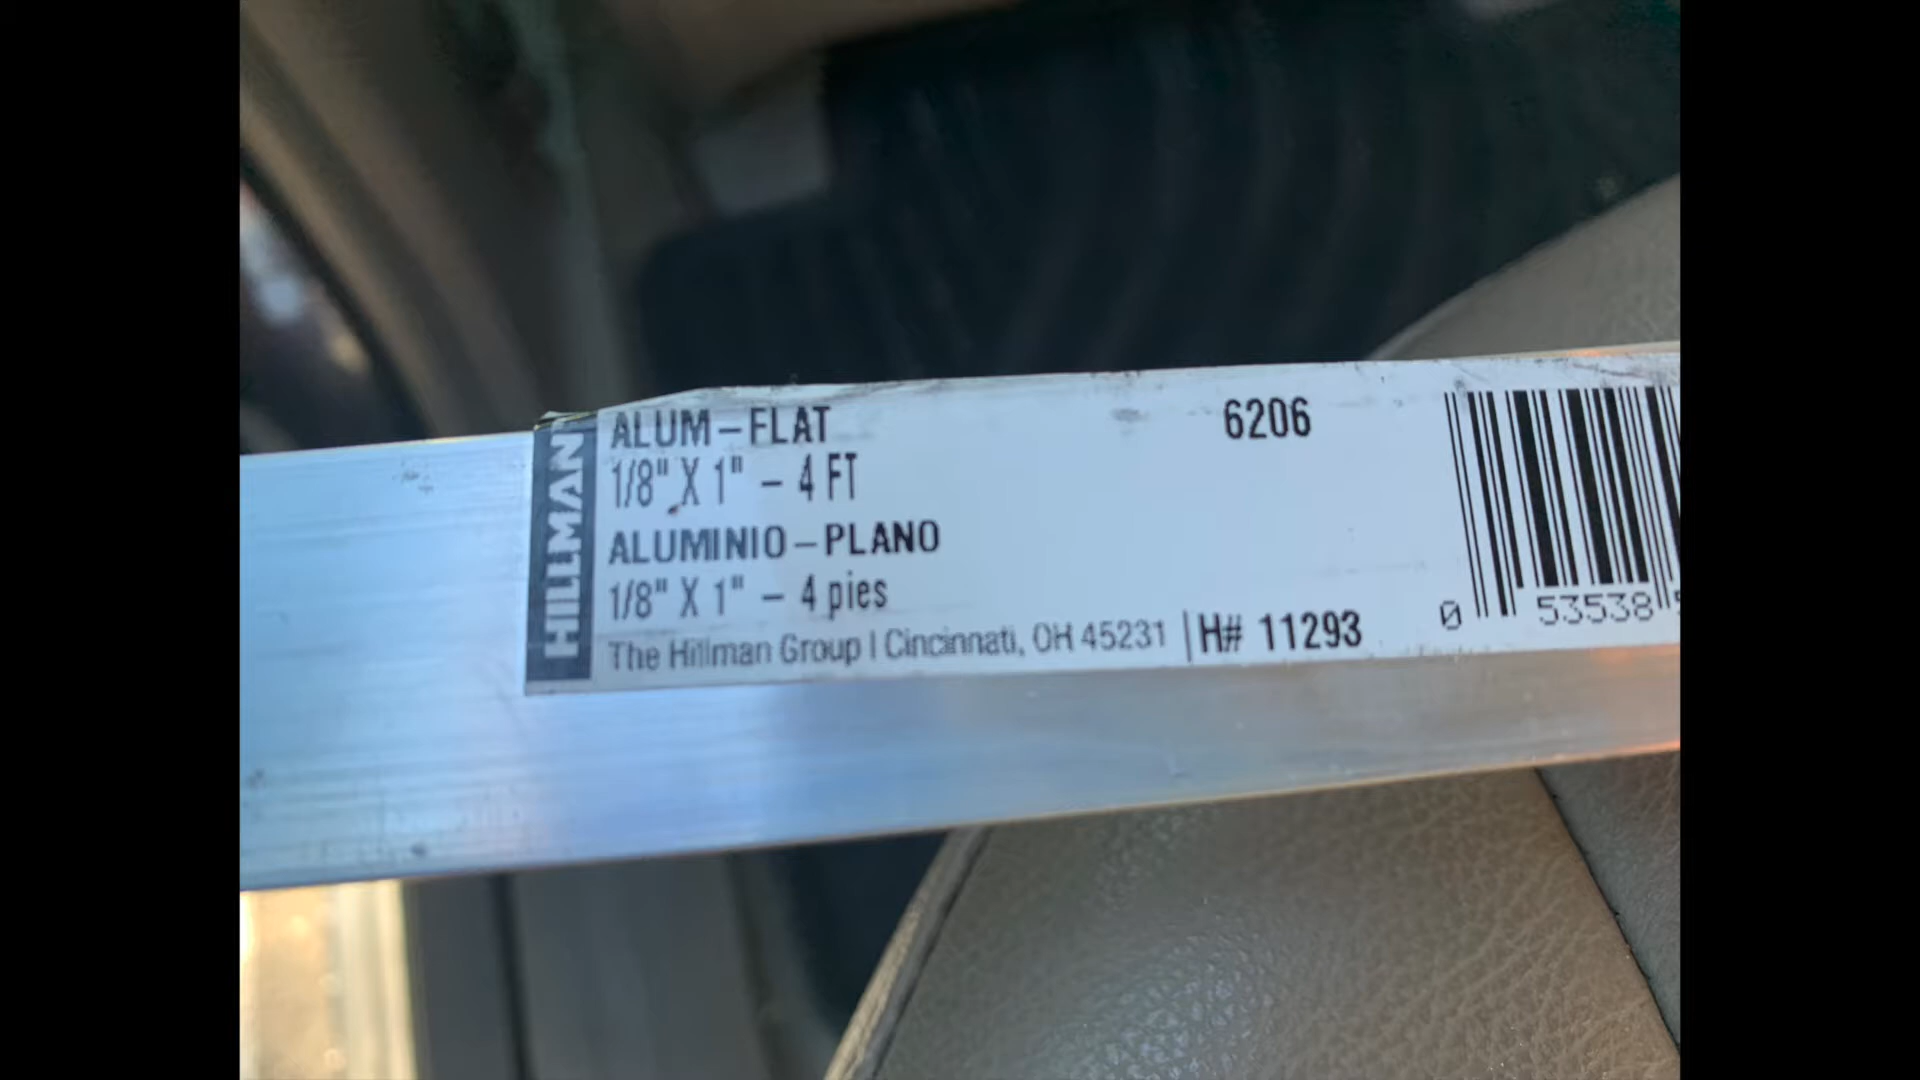 HILLMAN
ALUM-FLAT
1/8" X 1" - 4 FT
ALUMINIO-PLANO
1/8" X 1" - 4 pies
The Hillman Group | Cincinnati, OH 45231 | H# 11293
6206
0 53538